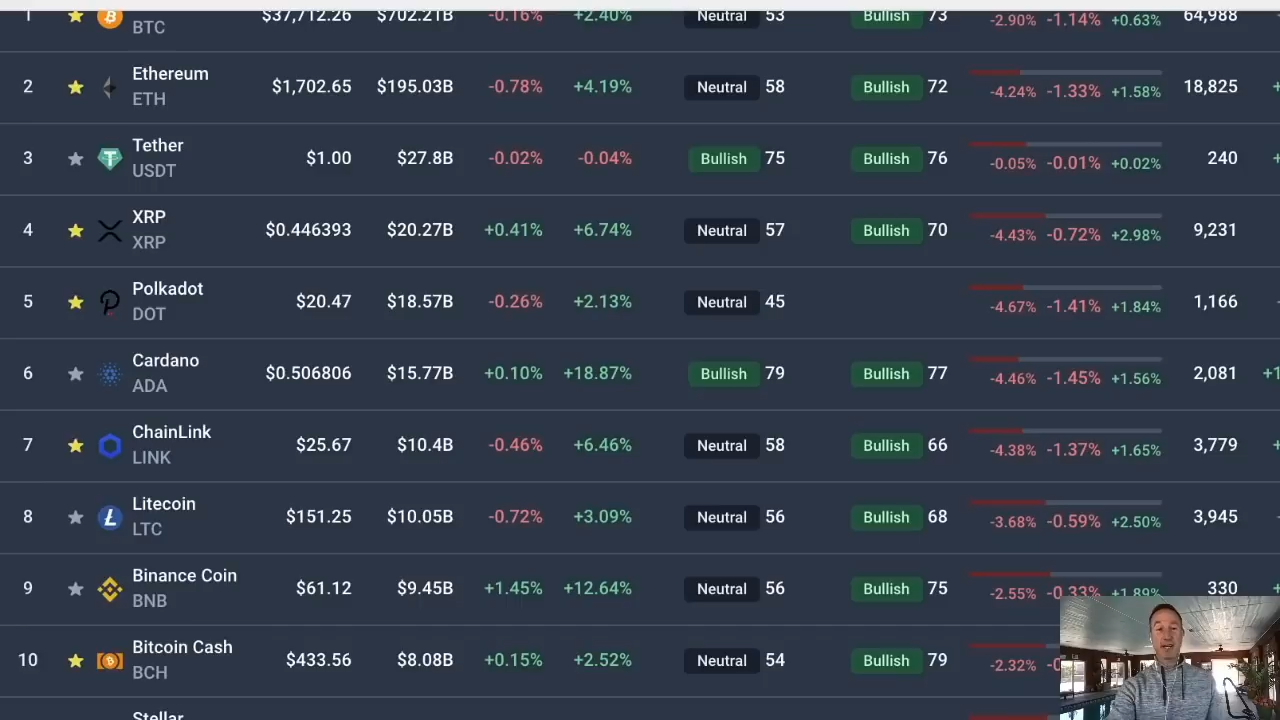 1 $37,712.26 $702.21B -0.16% +2.40% Neutral 53 Bullish 73 -2.90% -1.14% +0.63% 64,988
BTC
2 Ethereum $1,702.65 $195.03B -0.78% +4.19% Neutral 58 Bullish 72 -4.24% -1.33% +1.58% 18,825 +
ETH
3 Tether $1.00 $27.8B -0.02% -0.04% Bullish 75 Bullish 76 -0.05% -0.01% +0.02% 240
USDT
4 XRP $0.446393 $20.27B +0.41% +6.74% Neutral 57 Bullish 70 -4.43% -0.72% +2.98% 9,231
XRP
5 Polkadot $20.47 $18.57B -0.26% +2.13% Neutral 45 -4.67% -1.41% +1.84% 1,166
DOT
6 Cardano $0.506806 $15.77B +0.10% +18.87% Bullish 79 Bullish 77 -4.46% -1.45% +1.56% 2,081 +1
ADA
7 ChainLink $25.67 $10.4B -0.46% +6.46% Neutral 58 Bullish 66 -4.38% -1.37% +1.65% 3,779
LINK
8 Litecoin $151.25 $10.05B -0.72% +3.09% Neutral 56 Bullish 68 -3.68% -0.59% +2.50% 3,945
LTC
9 Binance Coin $61.12 $9.45B +1.45% +12.64% Neutral 56 Bullish 75 -2.55% -0.33% +1.89% 330
BNB
10 Bitcoin Cash $433.56 $8.08B +0.15% +2.52% Neutral 54 Bullish 79 -2.32%
BCH
Stellar